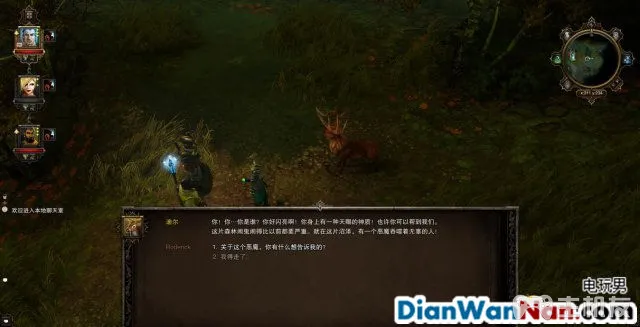 X:211 Y:234
欢迎进入本地聊天室
迪尔
你！你…你是谁？你好闪亮啊！你身上有一种天赐的神质！也许你可以帮到我们。
这片森林闹鬼闹得比以前都要严重。就在这片沼泽，有一个恶魔吞噬着无辜的人！
Roderick
1. 关于这个恶魔，你有什么想告诉我的？
2. 我得走了。
电玩男
DianWanNan.com